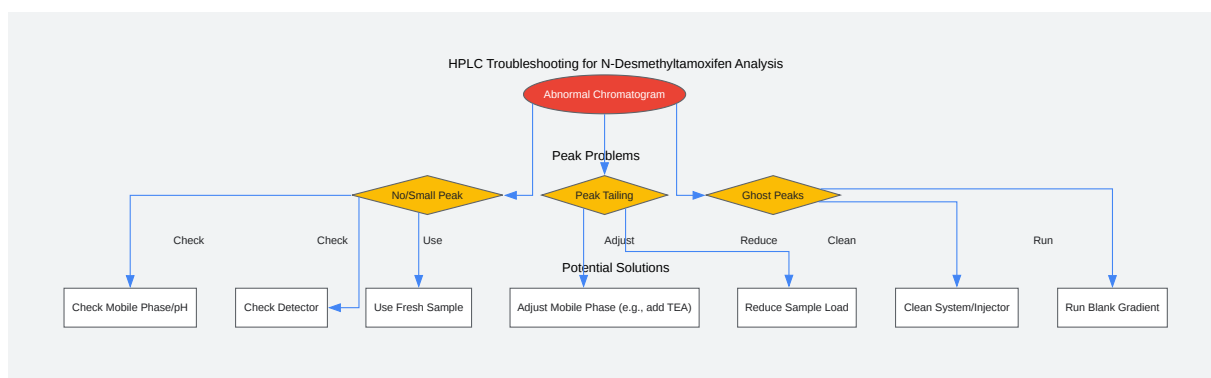 HPLC Troubleshooting for N-Desmethyltamoxifen Analysis
Abnormal Chromatogram
Peak Problems
No/Small Peak
Peak Tailing
Ghost Peaks
Check
Check
Use
Adjust
Reduce
Clean
Run
Potential Solutions
Check Mobile Phase/pH
Check Detector
Use Fresh Sample
Adjust Mobile Phase (e.g., add TEA)
Reduce Sample Load
Clean System/Injector
Run Blank Gradient